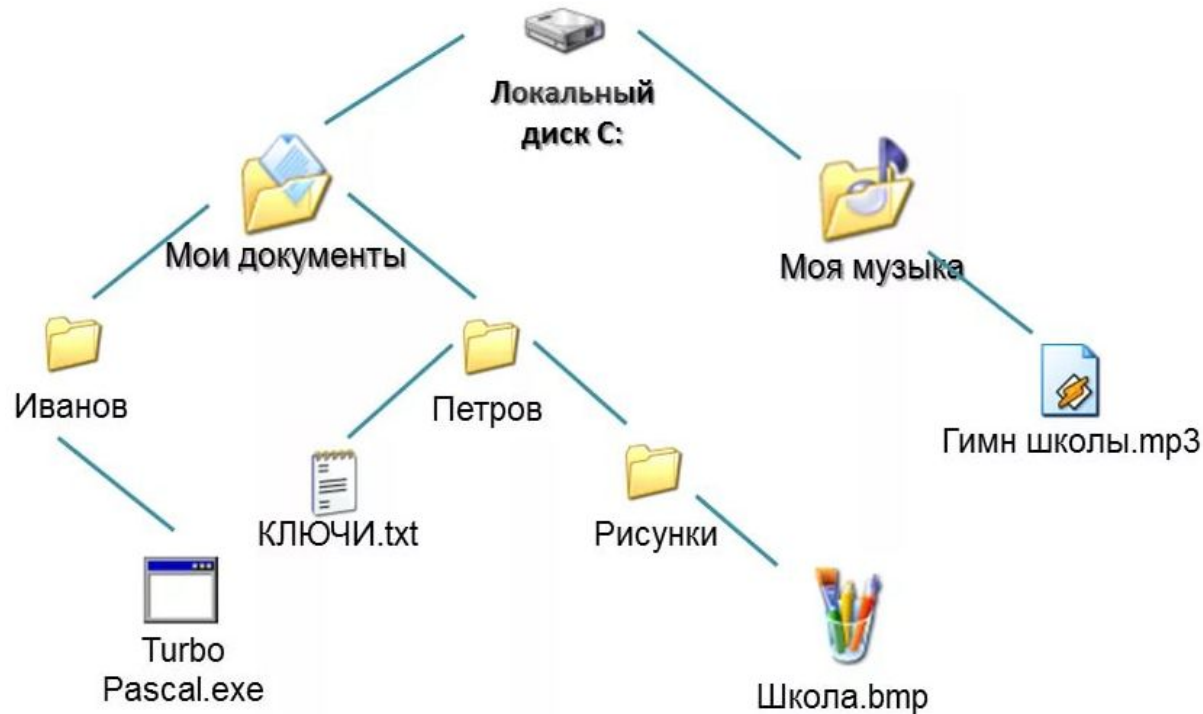 Локальный
диск C:
Мои документы
Моя музыка
Иванов
Петров
Гимн школы.mp3
КЛЮЧИ.txt
Рисунки
Turbo
Pascal.exe
Школа.bmp